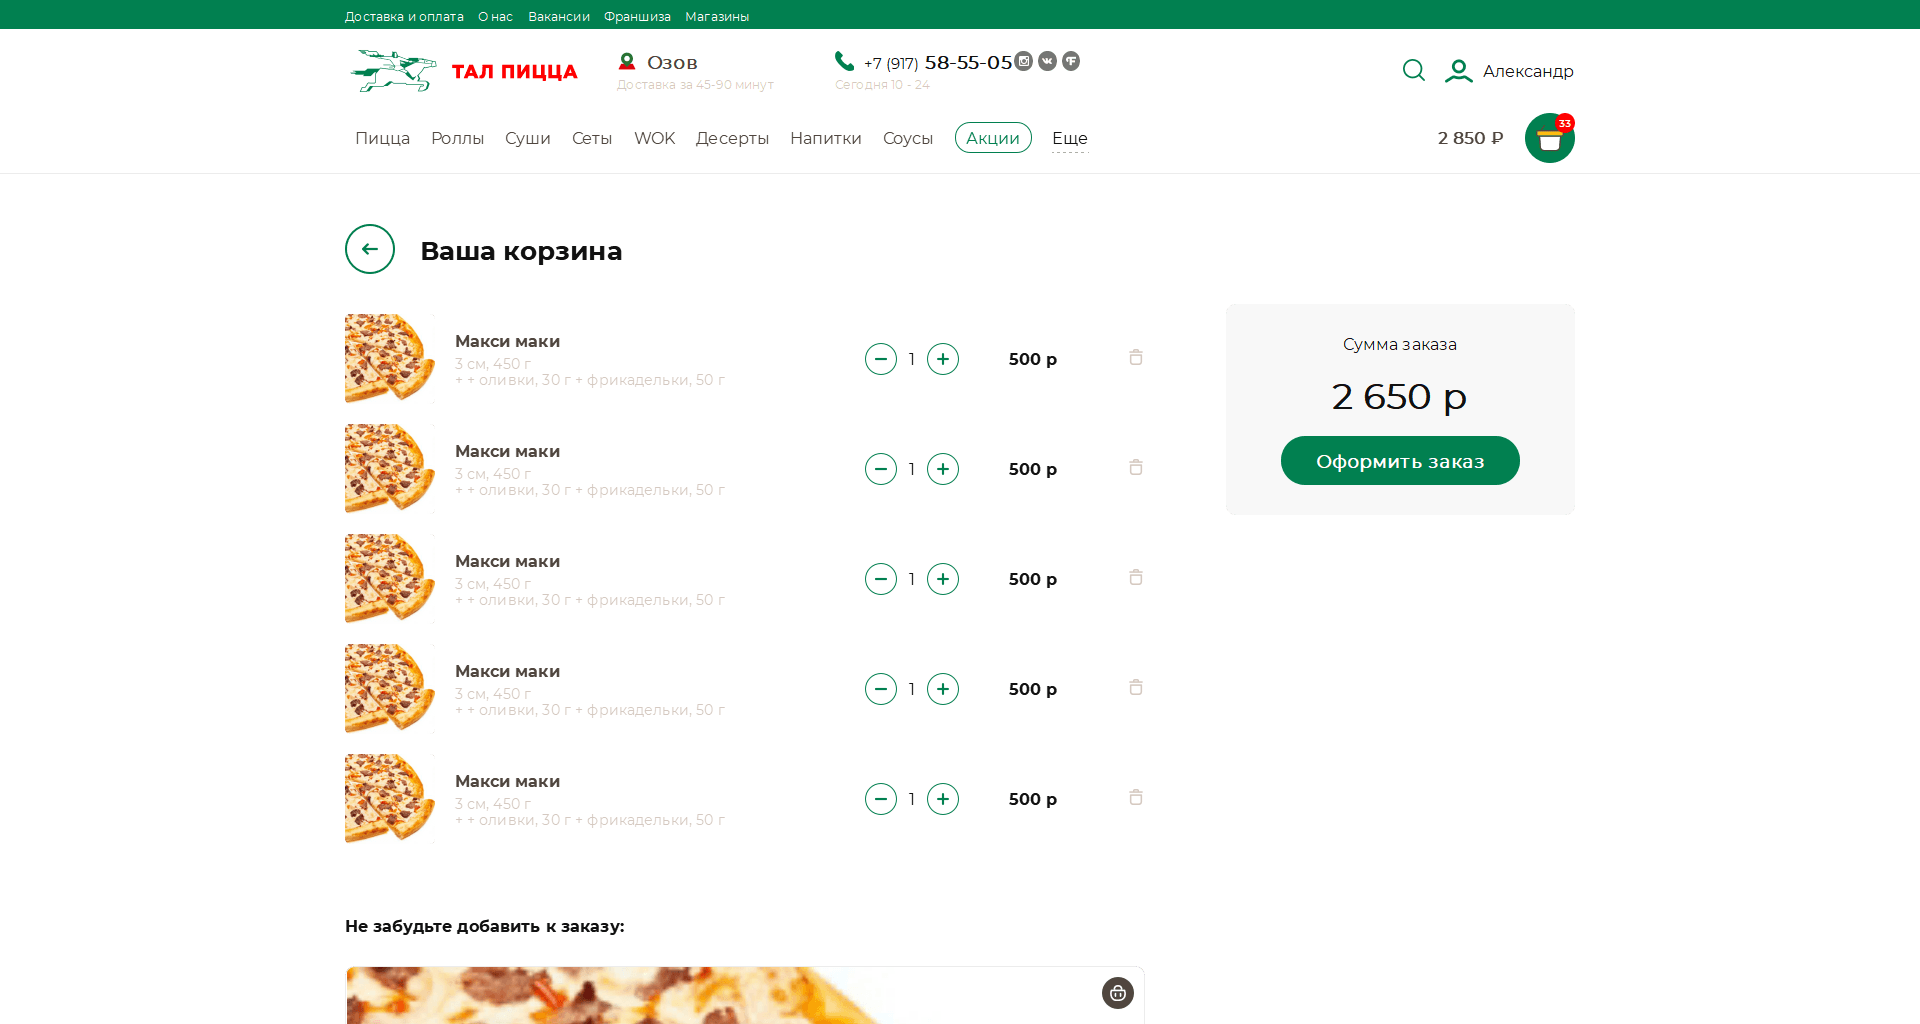 Доставка и оплата О нас Вакансии Франшиза Магазины
ТАЛ ПИЦЦА
Озов
Доставка за 45-90 минут
+7 (917) 58-55-05
Сегодня 10 - 24
Александр
Пицца Роллы Суши Сеты WOK Десерты Напитки Соусы Акции Еще
2 850 ₽
33
Ваша корзина
Макси маки
3 см, 450 г
+ + оливки, 30 г + фрикадельки, 50 г
1
500 р
Макси маки
3 см, 450 г
+ + оливки, 30 г + фрикадельки, 50 г
1
500 р
Макси маки
3 см, 450 г
+ + оливки, 30 г + фрикадельки, 50 г
1
500 р
Макси маки
3 см, 450 г
+ + оливки, 30 г + фрикадельки, 50 г
1
500 р
Макси маки
3 см, 450 г
+ + оливки, 30 г + фрикадельки, 50 г
1
500 р
Сумма заказа
2 650 р
Оформить заказ
Не забудьте добавить к заказу: